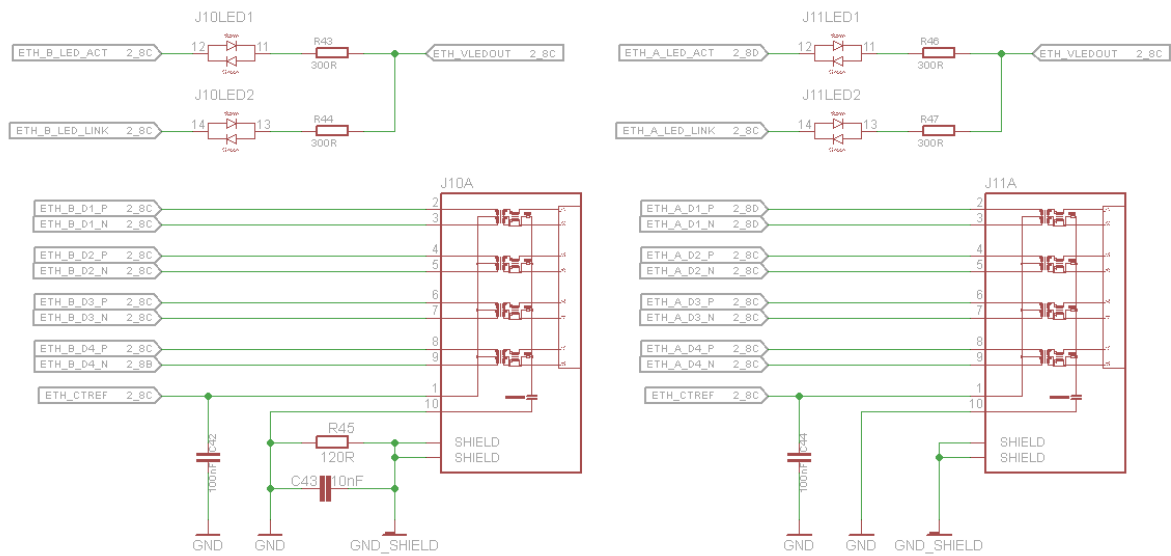 J10LED1 J11LED1
ETH_B_LED_ACT 2_8C 12 11 R43 300R ETH_VLEDOUT 2_8C ETH_A_LED_ACT 2_8D 12 11 R46 300R ETH_VLEDOUT 2_8C
J10LED2 J11LED2
ETH_B_LED_LINK 2_8C 14 13 R44 300R ETH_A_LED_LINK 2_8C 14 13 R47 300R
J10A J11A
ETH_B_D1_P 2_8C 2 ETH_A_D1_P 2_8D 2
ETH_B_D1_N 2_8C 3 ETH_A_D1_N 2_8D 3
ETH_B_D2_P 2_8C 4 ETH_A_D2_P 2_8C 4
ETH_B_D2_N 2_8C 5 ETH_A_D2_N 2_8C 5
ETH_B_D3_P 2_8C 6 ETH_A_D3_P 2_8C 6
ETH_B_D3_N 2_8C 7 ETH_A_D3_N 2_8C 7
ETH_B_D4_P 2_8C 8 ETH_A_D4_P 2_8C 8
ETH_B_D4_N 2_8B 9 ETH_A_D4_N 2_8C 9
ETH_CTREF 2_8C 1 ETH_CTREF 2_8C 1
10 10
R45 SHIELD SHIELD
120R SHIELD SHIELD
C42 100nF C43 10nF C44 100nF
GND GND GND_SHIELD GND GND GND_SHIELD